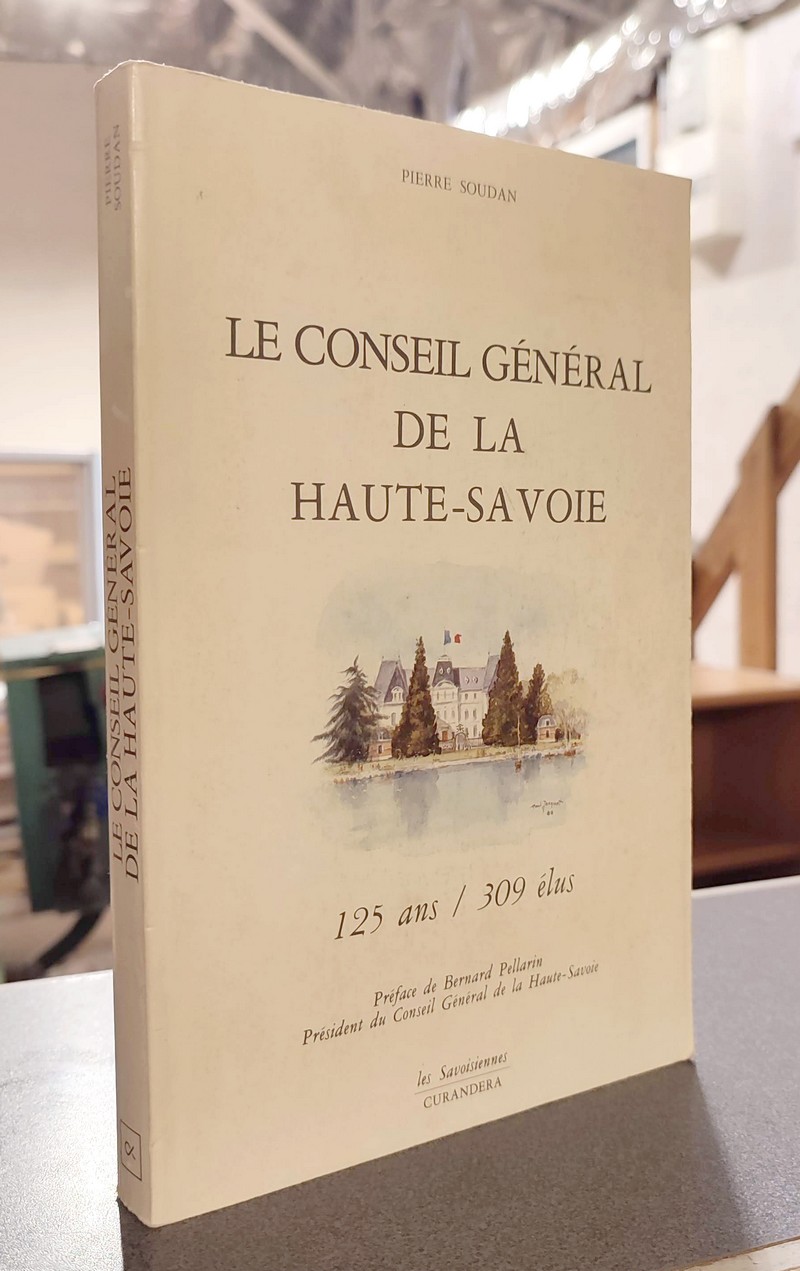 PIERRE SOUDAN
LE CONSEIL GÉNÉRAL
DE LA
HAUTE-SAVOIE
125 ans / 309 élus
Préface de Bernard Pellarin
Président du Conseil Général de la Haute-Savoie
les Savoisiennes
CURANDERA
PIERRE
SOUDAN
LE CONSEIL GÉNÉRAL
DE LA HAUTE-SAVOIE